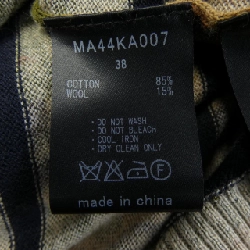 MA44KA007
38
COTTON 85%
WOOL 15%
・DO NOT WASH
・DO NOT BLEACH
・COOL IRON
・DRY CLEAN ONLY
F
made in china